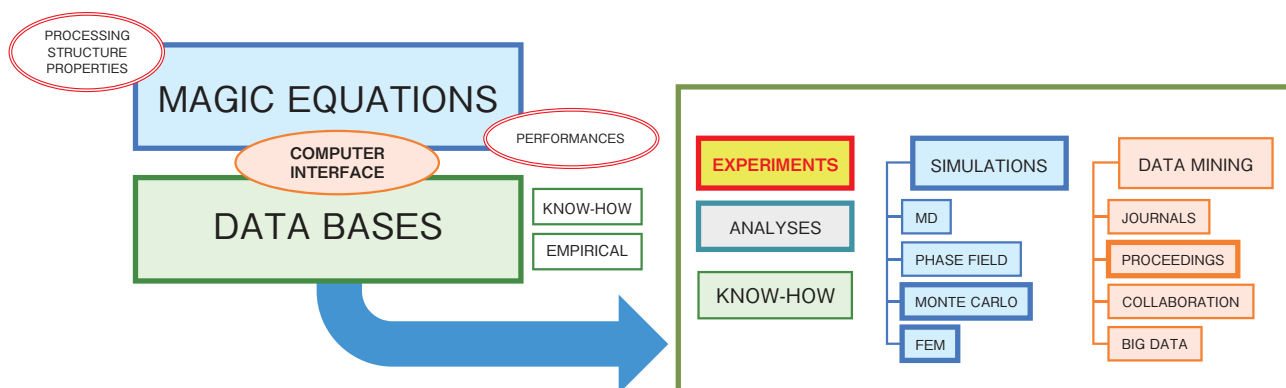 PROCESSING
STRUCTURE
PROPERTIES
MAGIC EQUATIONS
PERFORMANCES
COMPUTER
INTERFACE
DATA BASES
KNOW-HOW
EMPIRICAL
EXPERIMENTS
ANALYSES
KNOW-HOW
SIMULATIONS
MD
PHASE FIELD
MONTE CARLO
FEM
DATA MINING
JOURNALS
PROCEEDINGS
COLLABORATION
BIG DATA